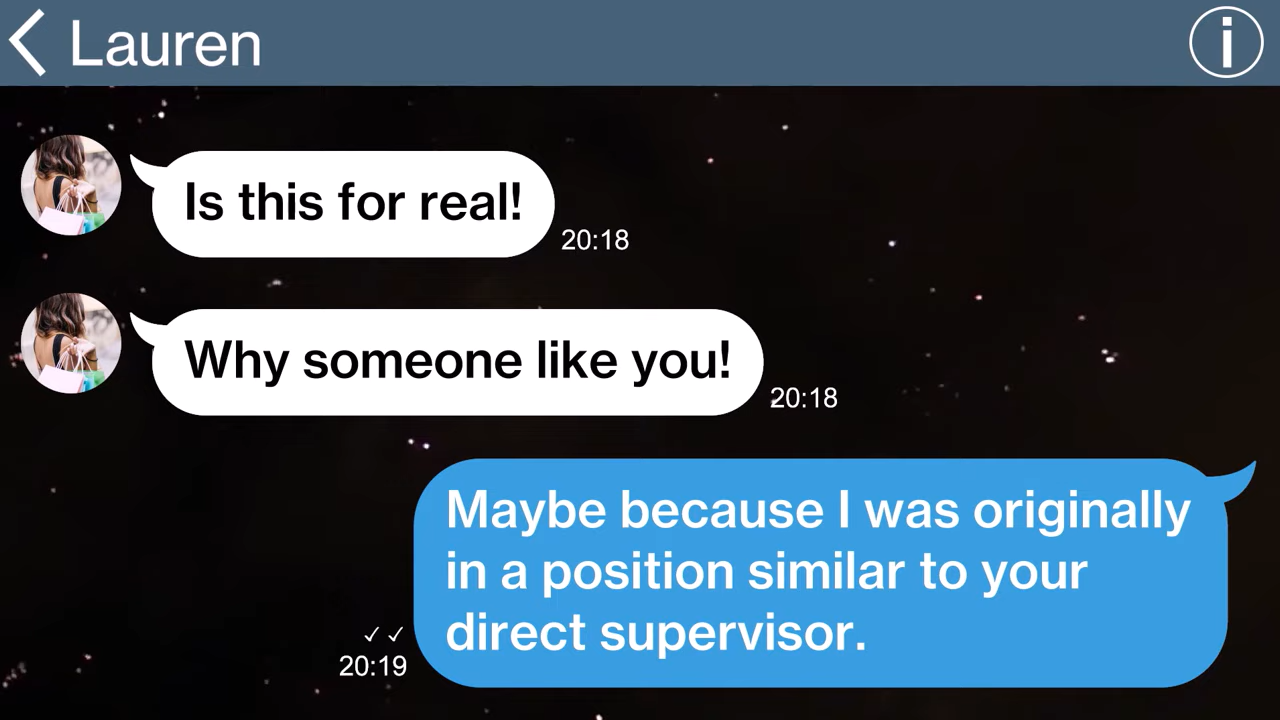 Lauren
Is this for real!
20:18
Why someone like you!
20:18
Maybe because I was originally
in a position similar to your
direct supervisor.
20:19